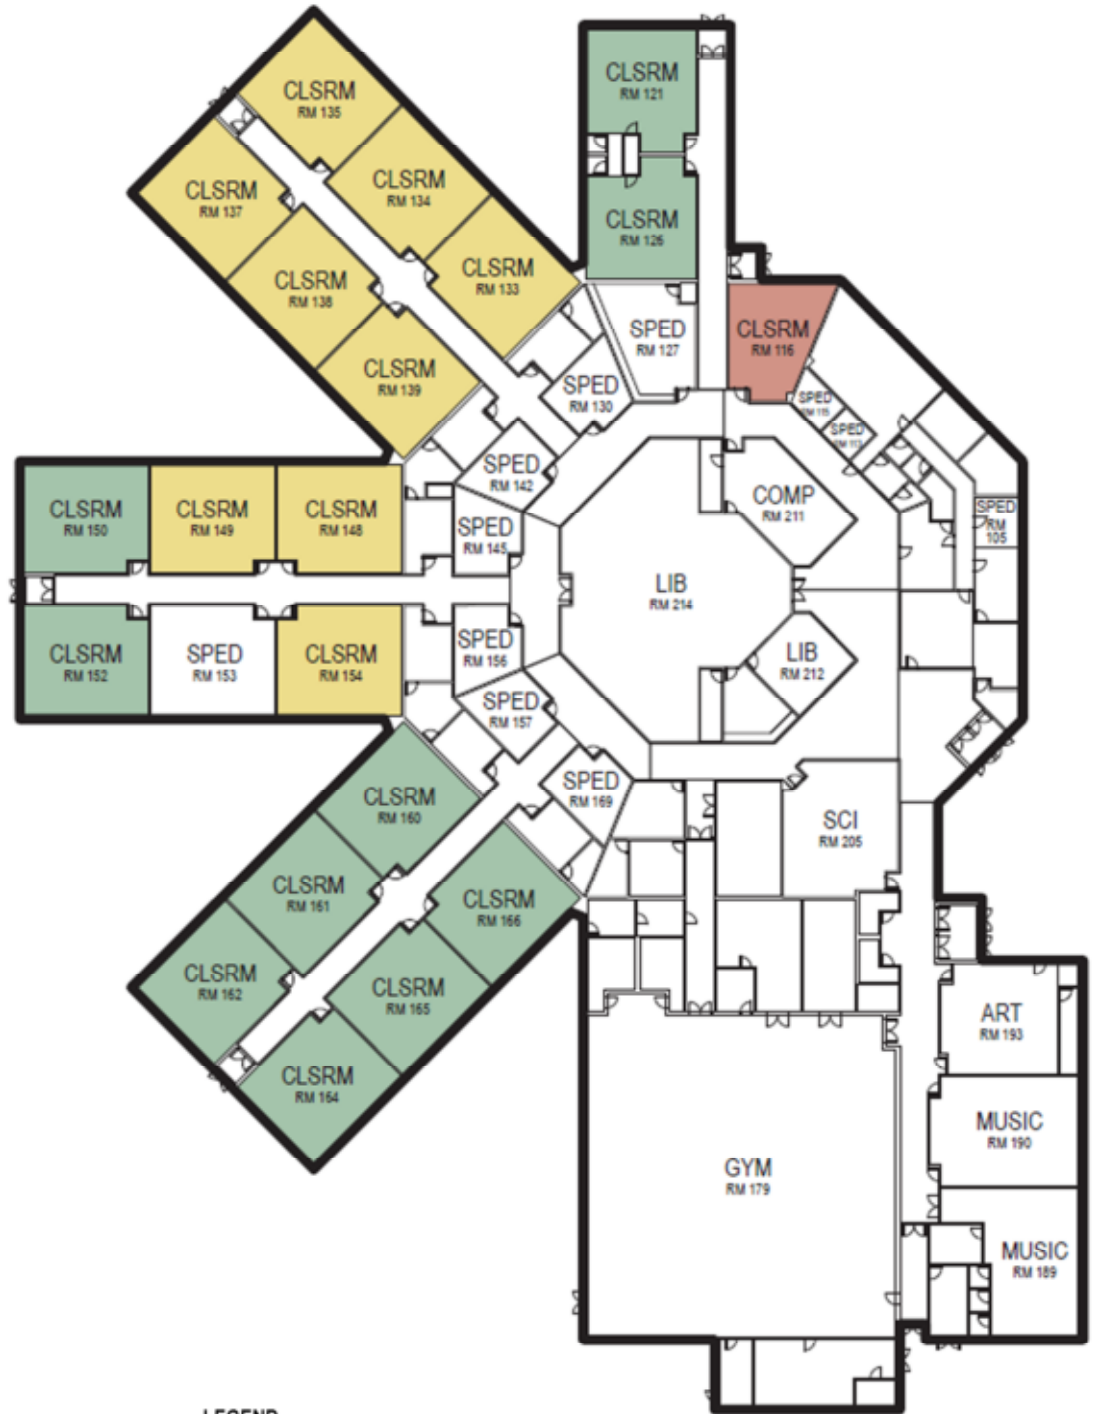 CLSRM
RM 135
CLSRM
RM 121
CLSRM
RM 137
CLSRM
RM 134
CLSRM
RM 126
CLSRM
RM 138
CLSRM
RM 133
SPED
RM 127
CLSRM
RM 116
CLSRM
RM 139
SPED
RM 130
SPED
RM 115
SPED
RM 113
SPED
RM 142
COMP
RM 211
CLSRM
RM 150
CLSRM
RM 149
CLSRM
RM 148
SPED
RM 145
SPED
RM
105
LIB
RM 214
CLSRM
RM 152
SPED
RM 153
CLSRM
RM 154
SPED
RM 156
LIB
RM 212
SPED
RM 157
CLSRM
RM 160
SPED
RM 169
SCI
RM 205
CLSRM
RM 161
CLSRM
RM 166
CLSRM
RM 162
CLSRM
RM 165
ART
RM 193
CLSRM
RM 164
MUSIC
RM 190
GYM
RM 179
MUSIC
RM 189
LEGEND